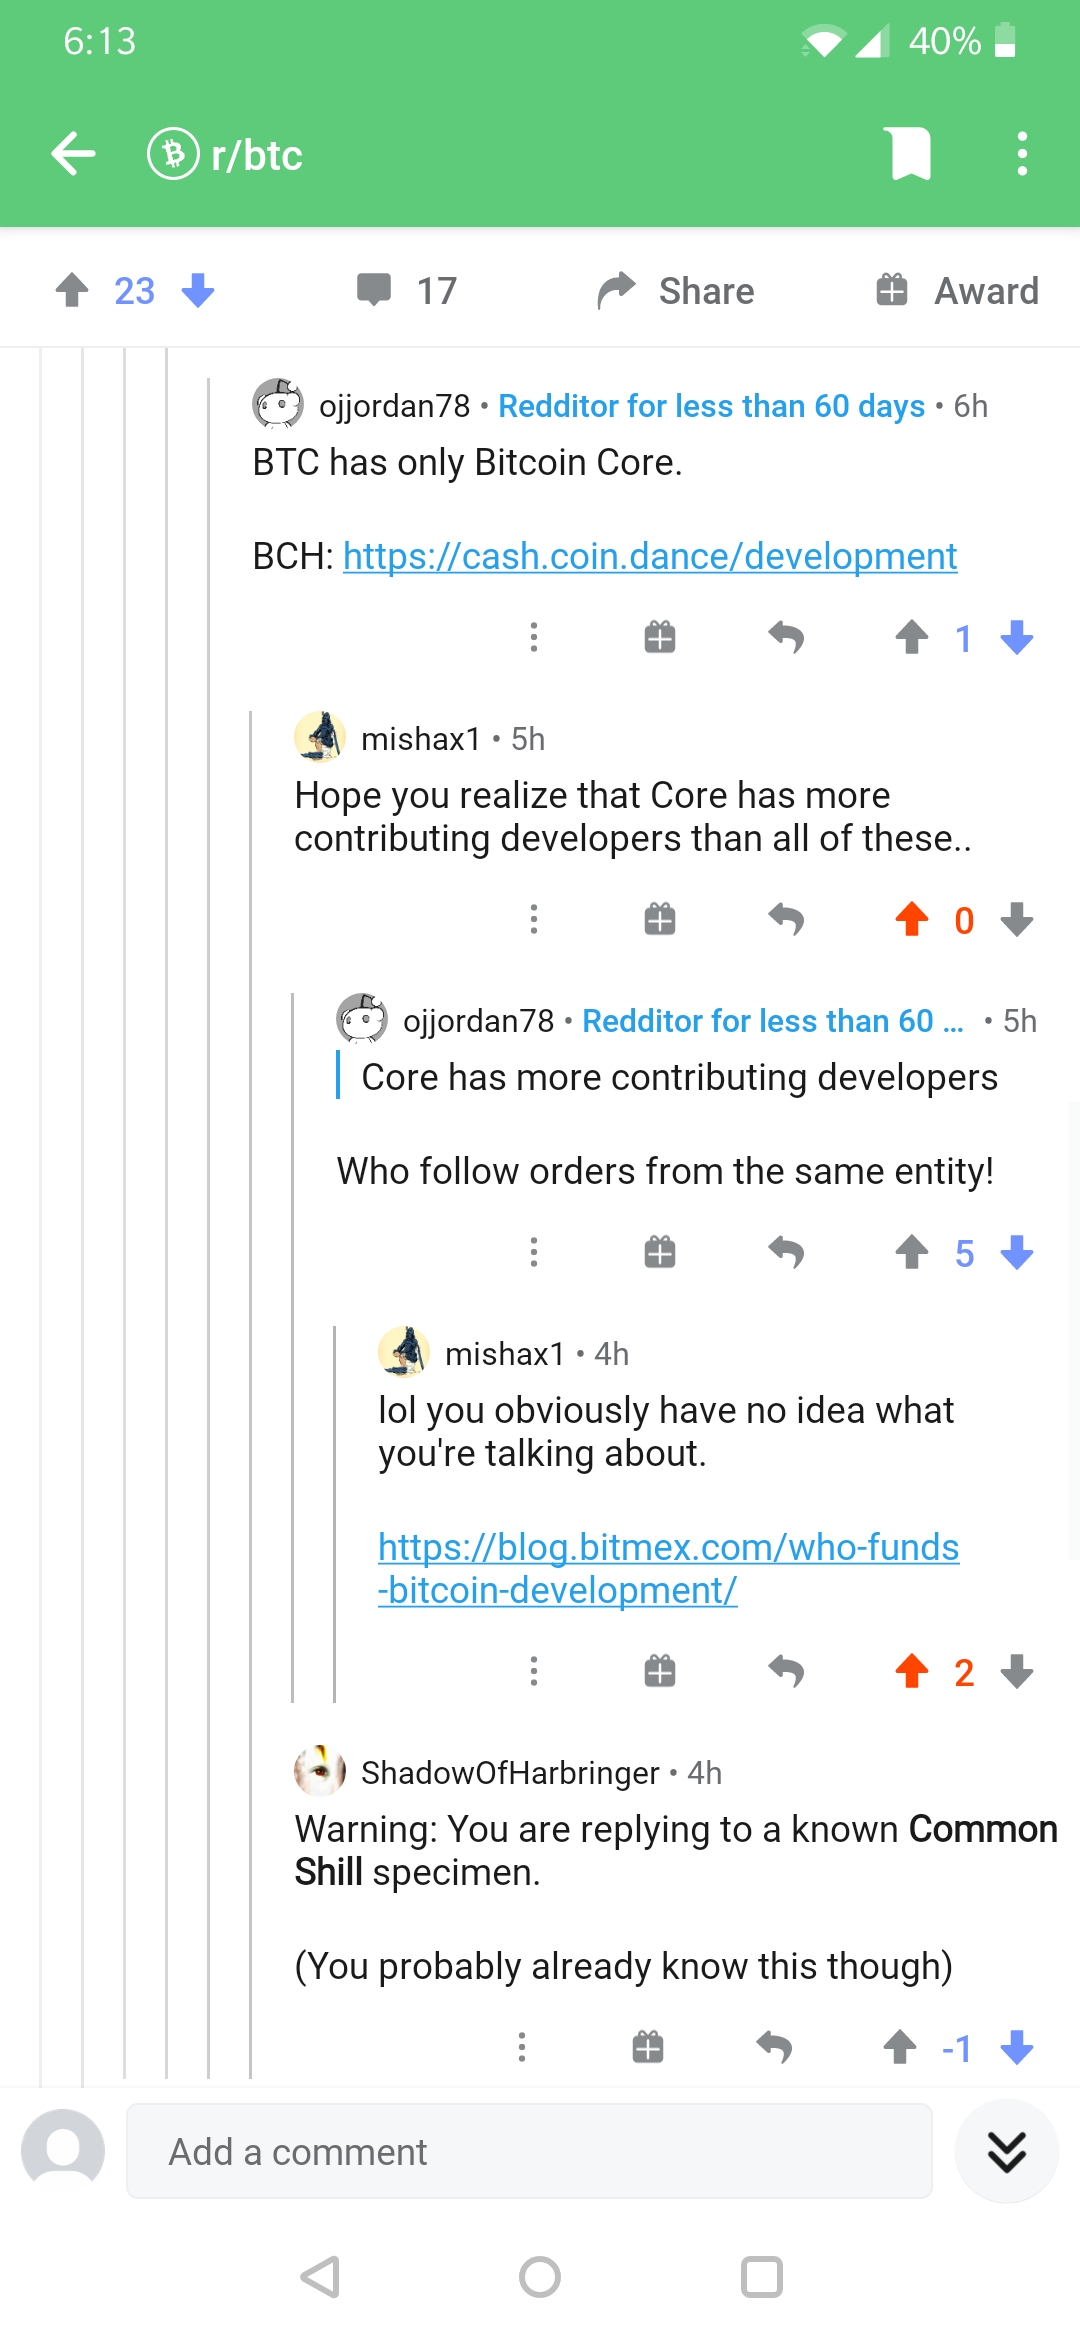 6:13
40%
r/btc
23
17
Share
Award
ojjordan78 • Redditor for less than 60 days • 6h
BTC has only Bitcoin Core.
BCH: https://cash.coin.dance/development
1
mishax1 • 5h
Hope you realize that Core has more
contributing developers than all of these..
0
ojjordan78 • Redditor for less than 60 ... • 5h
Core has more contributing developers
Who follow orders from the same entity!
5
mishax1 • 4h
lol you obviously have no idea what
you're talking about.
https://blog.bitmex.com/who-funds
-bitcoin-development/
2
ShadowOfHarbringer • 4h
Warning: You are replying to a known Common
Shill specimen.
(You probably already know this though)
-1
Add a comment